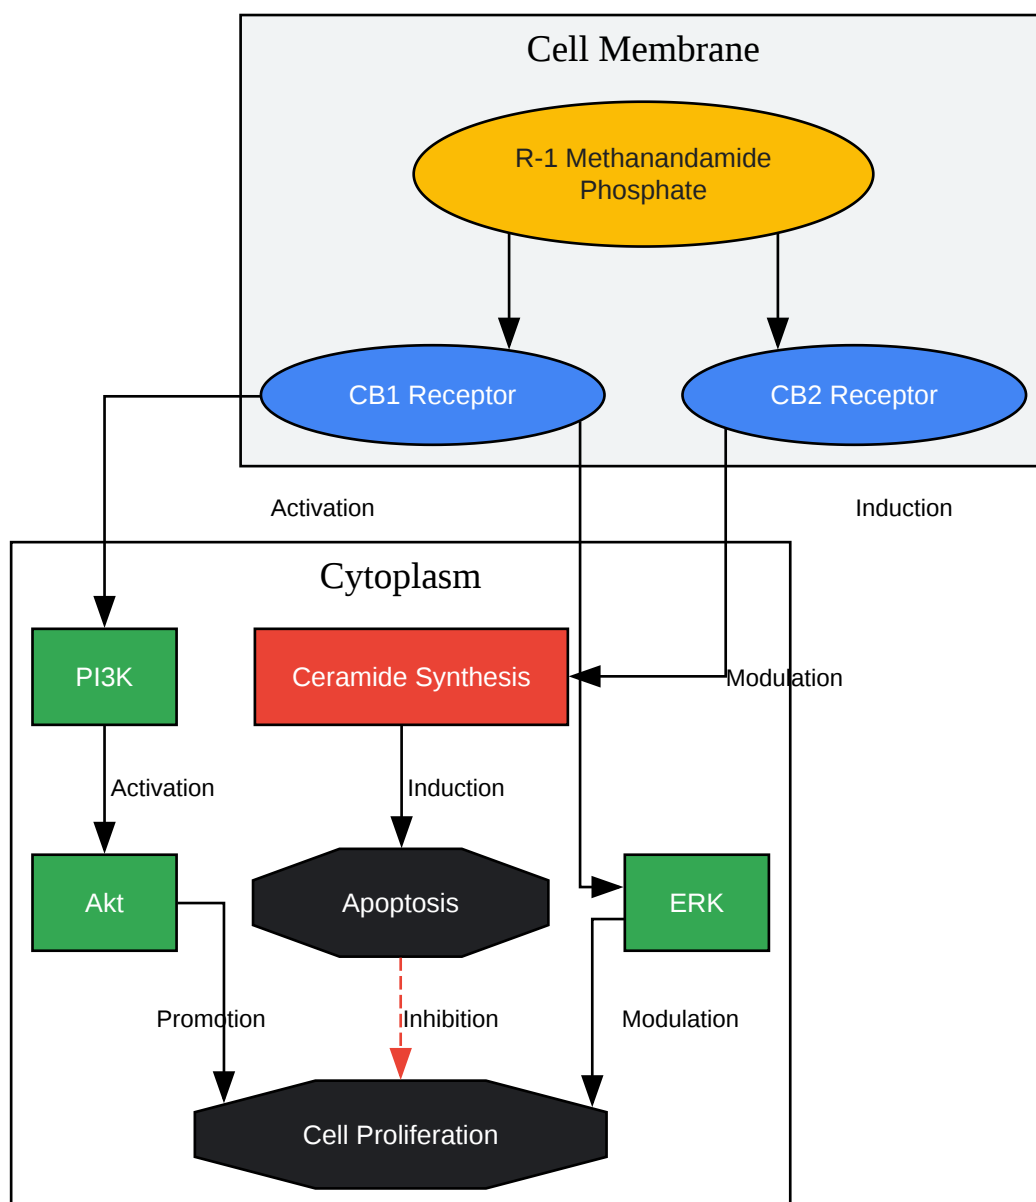 Cell Membrane
R-1 Methanandamide
Phosphate
CB1 Receptor
CB2 Receptor
Activation
Induction
Cytoplasm
PI3K
Ceramide Synthesis
Modulation
Activation
Induction
Akt
Apoptosis
ERK
Promotion
Inhibition
Modulation
Cell Proliferation